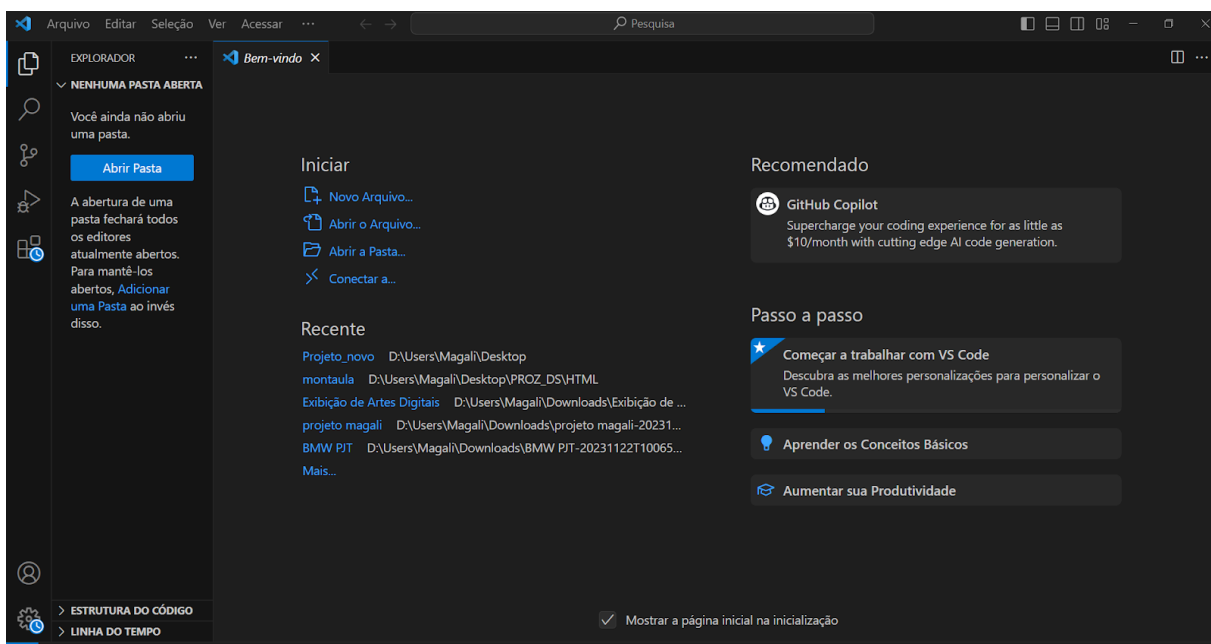 Arquivo Editar Seleção Ver Acessar ··· Pesquisa
EXPLORADOR ···
Bem-vindo
NENHUMA PASTA ABERTA
Você ainda não abriu
uma pasta.
Abrir Pasta
A abertura de uma
pasta fechará todos
os editores
atualmente abertos.
Para mantê-los
abertos, Adicionar
uma Pasta ao invés
disso.
ESTRUTURA DO CÓDIGO
LINHA DO TEMPO
Iniciar
Novo Arquivo...
Abrir o Arquivo...
Abrir a Pasta...
Conectar a...
Recente
Projeto_novo D:\Users\Magali\Desktop
montaula D:\Users\Magali\Desktop\PROZ_DS\HTML
Exibição de Artes Digitais D:\Users\Magali\Downloads\Exibição de ...
projeto magali D:\Users\Magali\Downloads\projeto magali-20231...
BMW PJT D:\Users\Magali\Downloads\BMW PJT-20231122T10065...
Mais...
Recomendado
GitHub Copilot
Supercharge your coding experience for as little as
$10/month with cutting edge AI code generation.
Passo a passo
Começar a trabalhar com VS Code
Descubra as melhores personalizações para personalizar o
VS Code.
Aprender os Conceitos Básicos
Aumentar sua Produtividade
Mostrar a página inicial na inicialização